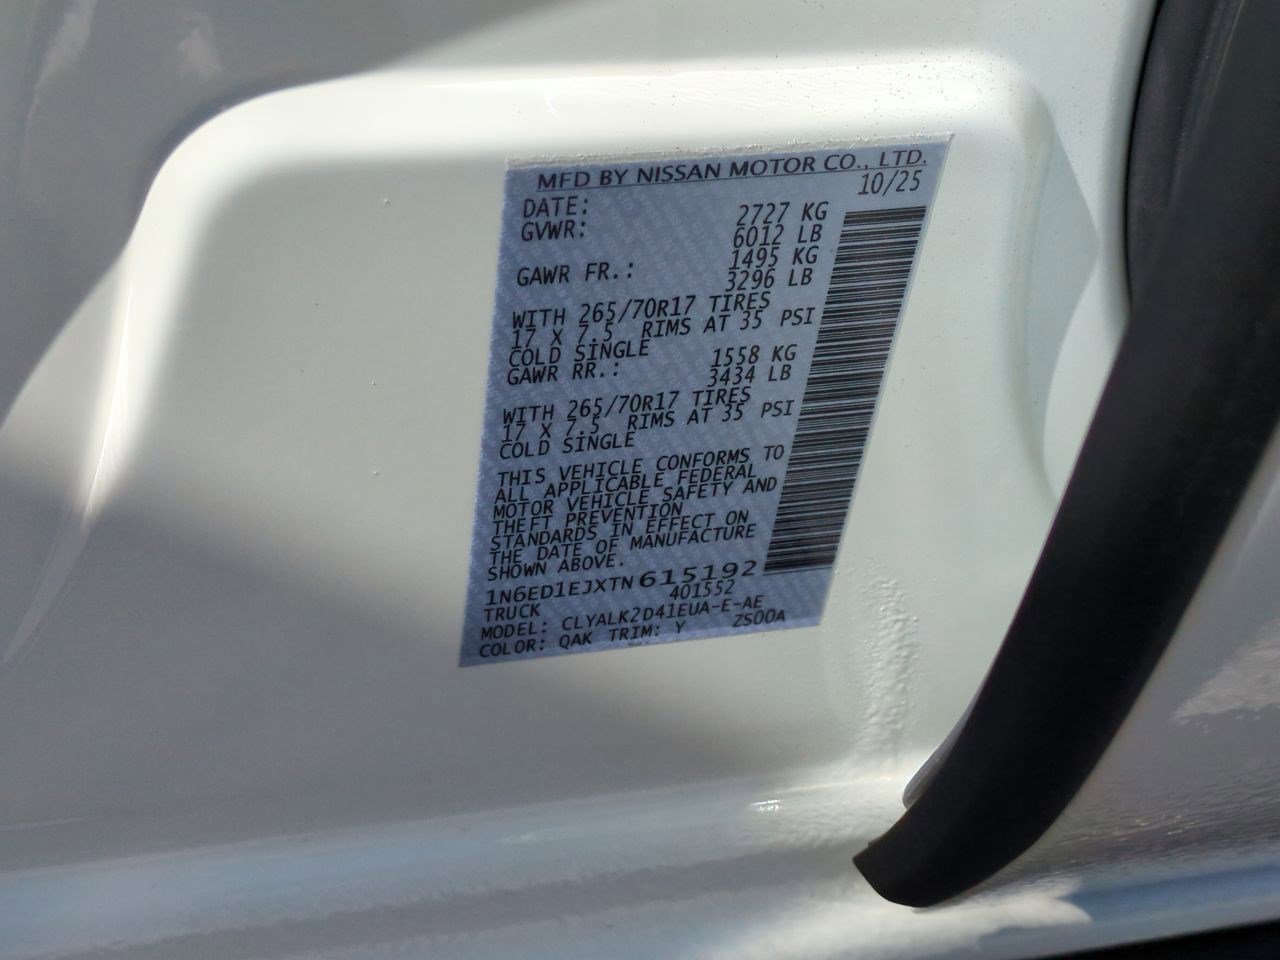 MFD BY NISSAN MOTOR CO., LTD.
DATE: 10/25
GVWR: 2727 KG
6012 LB
GAWR FR.: 1495 KG
3296 LB
WITH 265/70R17 TIRES
17 X 7.5 RIMS AT 35 PSI
COLD SINGLE
GAWR RR.: 1558 KG
3434 LB
WITH 265/70R17 TIRES
17 X 7.5 RIMS AT 35 PSI
COLD SINGLE
THIS VEHICLE CONFORMS TO
ALL APPLICABLE FEDERAL
MOTOR VEHICLE SAFETY AND
THEFT PREVENTION
STANDARDS IN EFFECT ON
THE DATE OF MANUFACTURE
SHOWN ABOVE.
1N6ED1EJXTN615192
TRUCK 401552
MODEL: CLYALK2D41EUA-E-AE
COLOR: QAK TRIM: Y ZS00A